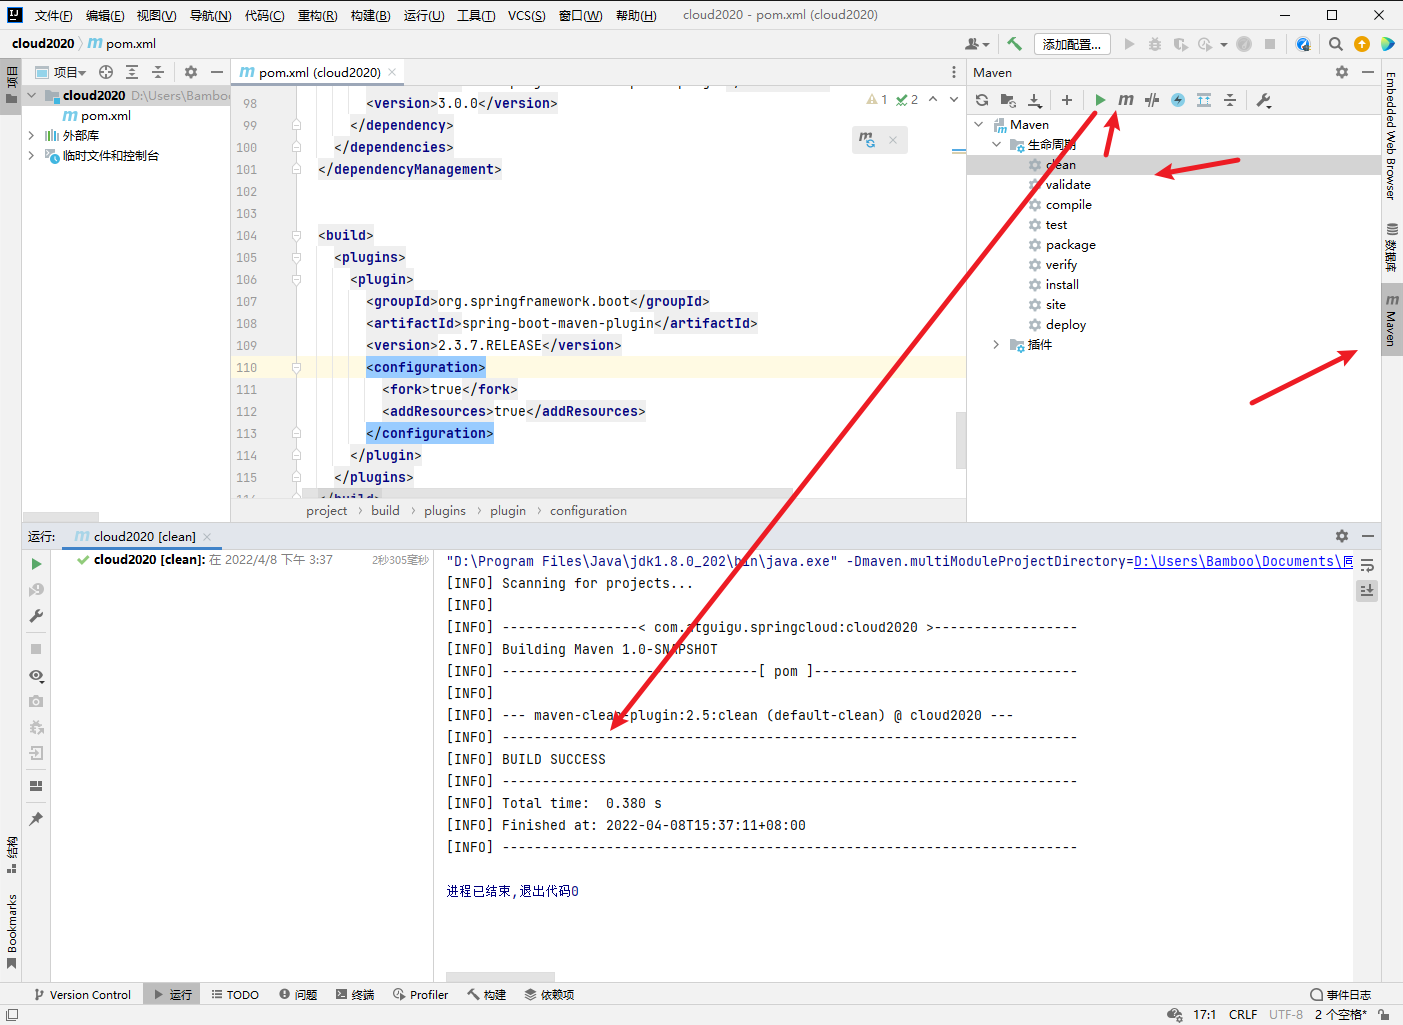 文件(F) 编辑(E) 视图(V) 导航(N) 代码(C) 重构(R) 构建(B) 运行(U) 工具(T) VCS(S) 窗口(W) 帮助(H) cloud2020 - pom.xml (cloud2020)
cloud2020 m pom.xml 添加配置...
项目
项目
cloud2020 D:\Users\Bamboo
m pom.xml
外部库
临时文件和控制台
m pom.xml (cloud2020)
98 <version>3.0.0</version>
99 </dependency>
100 </dependencies>
101 </dependencyManagement>
102
103
104 <build>
105 <plugins>
106 <plugin>
107 <groupId>org.springframework.boot</groupId>
108 <artifactId>spring-boot-maven-plugin</artifactId>
109 <version>2.3.7.RELEASE</version>
110 <configuration>
111 <fork>true</fork>
112 <addResources>true</addResources>
113 </configuration>
114 </plugin>
115 </plugins>
116 </build>
1 2
project build plugins plugin configuration
Maven
Maven
生命周期
clean
validate
compile
test
package
verify
install
site
deploy
插件
Embedded Web Browser
数据库
m Maven
运行: m cloud2020 [clean]
cloud2020 [clean]: 在 2022/4/8 下午 3:37 2秒305毫秒
"D:\Program Files\Java\jdk1.8.0_202\bin\java.exe" -Dmaven.multiModuleProjectDirectory=D:\Users\Bamboo\Documents\
[INFO] Scanning for projects...
[INFO]
[INFO] -----------------< com.atguigu.springcloud:cloud2020 >------------------
[INFO] Building Maven 1.0-SNAPSHOT
[INFO] --------------------------------[ pom ]---------------------------------
[INFO]
[INFO] --- maven-clean-plugin:2.5:clean (default-clean) @ cloud2020 ---
[INFO] ------------------------------------------------------------------------
[INFO] BUILD SUCCESS
[INFO] ------------------------------------------------------------------------
[INFO] Total time:  0.380 s
[INFO] Finished at: 2022-04-08T15:37:11+08:00
[INFO] ------------------------------------------------------------------------
进程已结束,退出代码0
结构
Bookmarks
Version Control 运行 TODO 问题 终端 Profiler 构建 依赖项 事件日志
17:1 CRLF UTF-8 2 个空格*